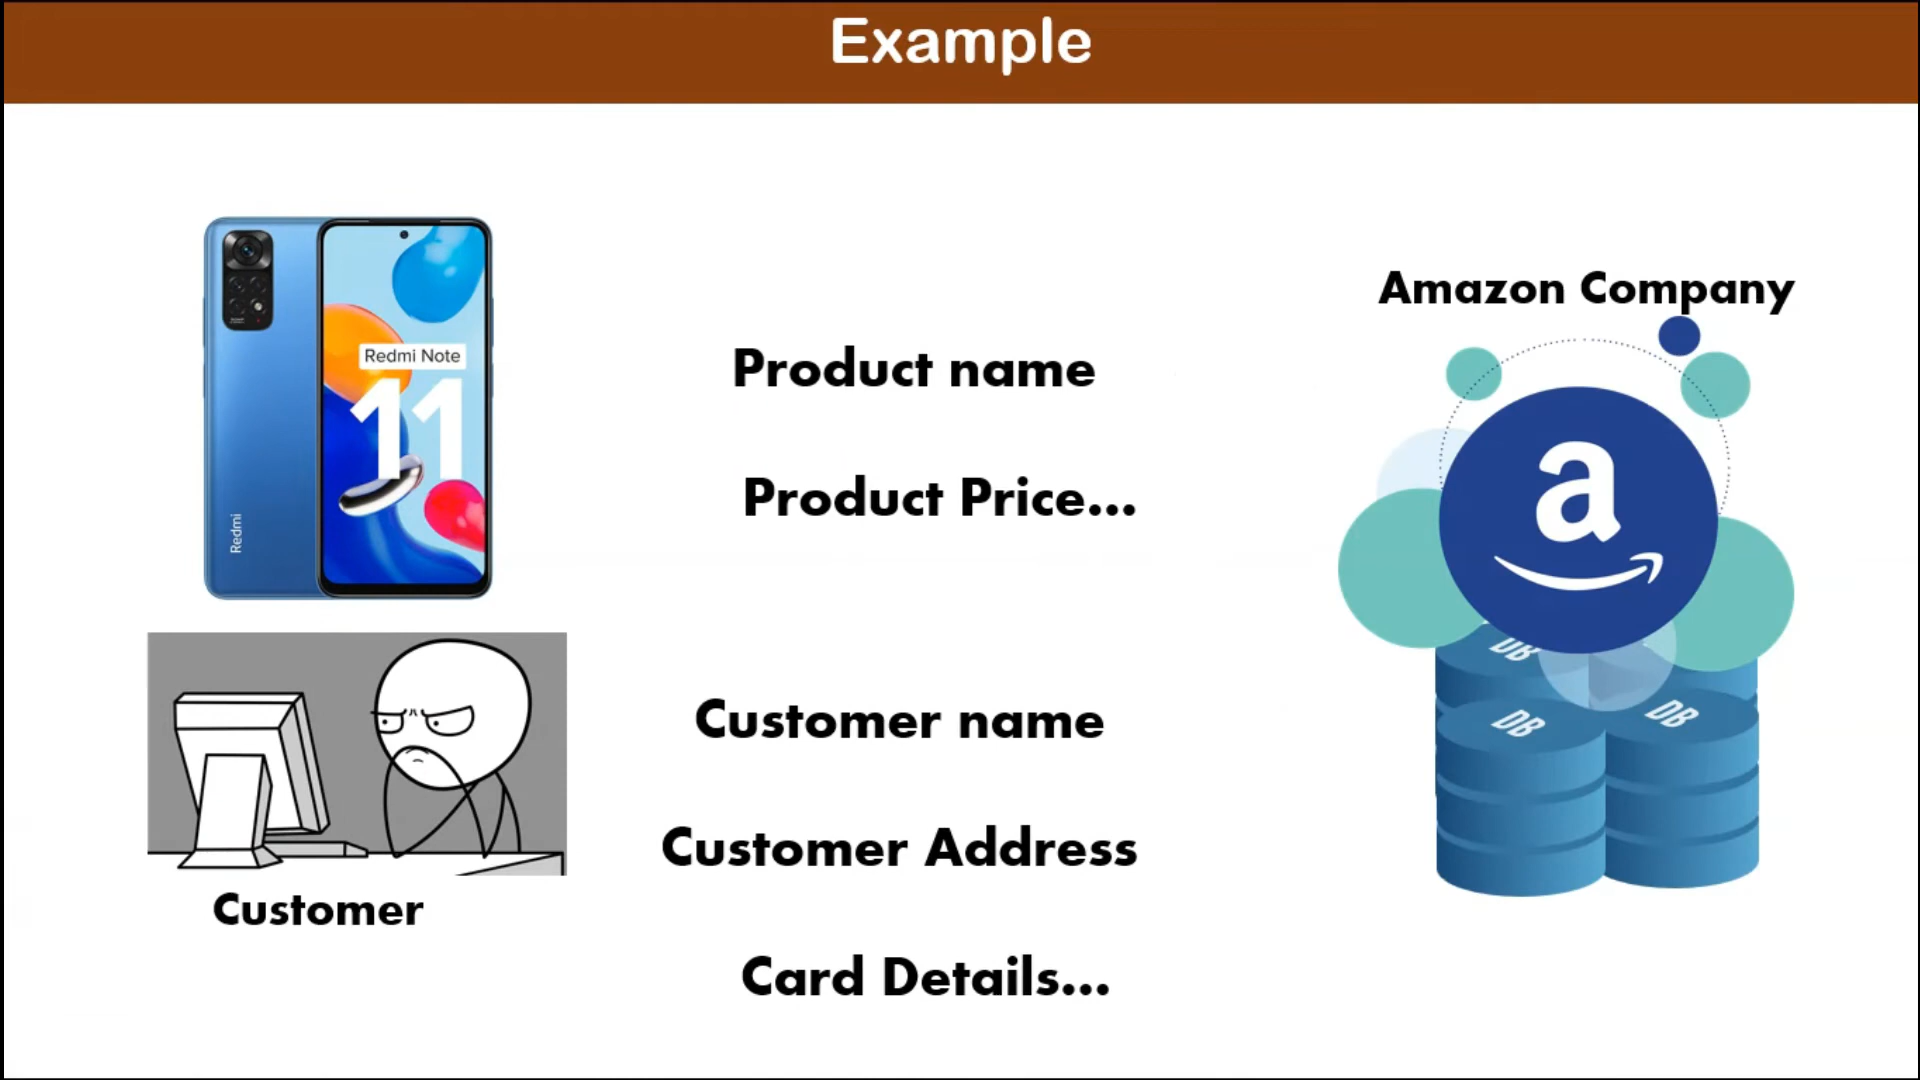 Example
Redmi Note
11
Redmi
Product name
Product Price...
Amazon Company
a
DB
DB
DB
Customer
Customer name
Customer Address
Card Details...